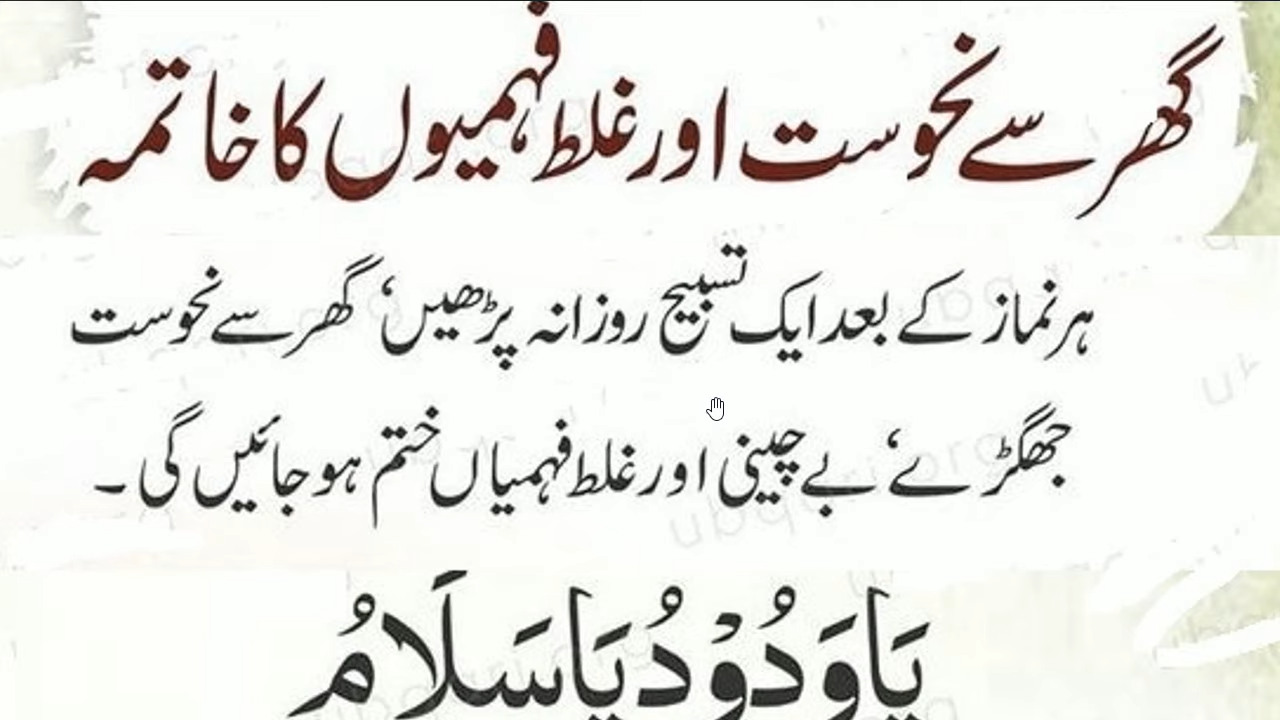 گھر سے نحوست اور غلط فہمیوں کا خاتمہ
ہر نماز کے بعد ایک تسبیح روزانہ پڑھیں، گھر سے نحوست
جھگڑے، بے چینی اور غلط فہمیاں ختم ہو جائیں گی۔
يَا وَدُوْدُ يَا سَلَامُ